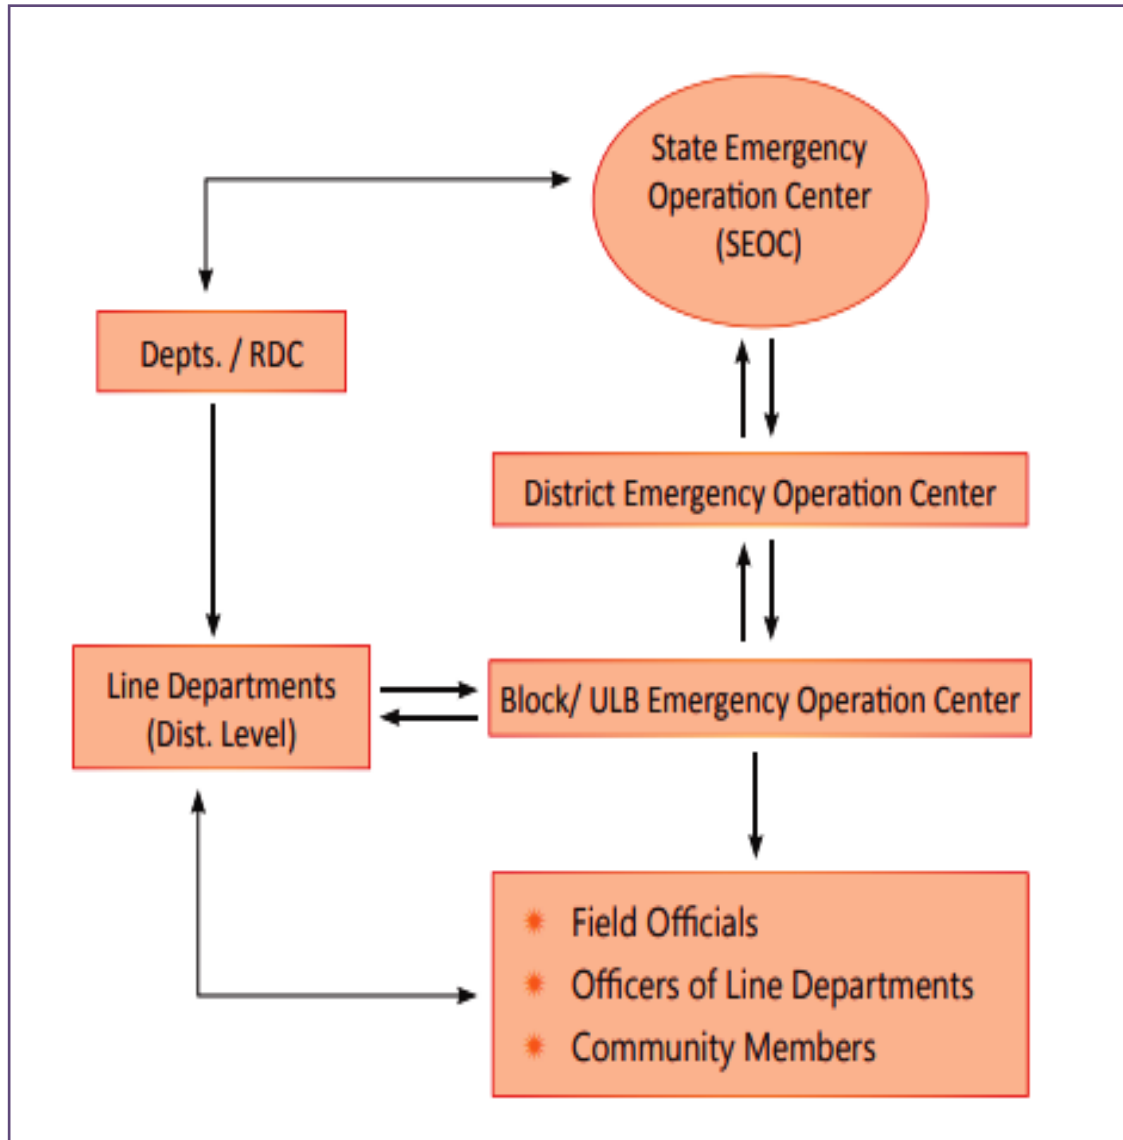 State Emergency
Operation Center
(SEOC)
Depts. / RDC
District Emergency Operation Center
Line Departments
(Dist. Level)
Block/ ULB Emergency Operation Center
Field Officials
Officers of Line Departments
Community Members